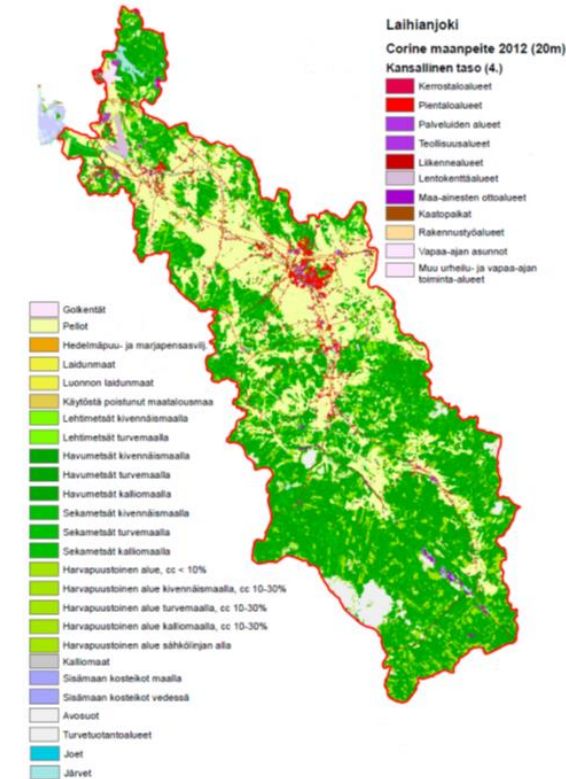 Laihianjoki
Corine maanpeite 2012 (20m)
Kansallinen taso (4.)
Kerrostaloalueet
Pientaloalueet
Palveluiden alueet
Teollisuusalueet
Liikennealueet
Lentokenttäalueet
Maa-ainesten ottoalueet
Kaatopaikat
Rakennustyöalueet
Vapaa-ajan asunnot
Muu urheilu- ja vapaa-ajan
toiminta-alueet
Golkentät
Pellot
Hedelmäpuu- ja marjapensasvilj.
Laidunmaat
Luonnon laidunmaat
Käytöstä poistunut maatalousmaa
Lehtimetsät kivennäismaalla
Lehtimetsät turvemaalla
Havumetsät kivennäismaalla
Havumetsät turvemaalla
Havumetsät kalliomaalla
Sekametsät kivennäismaalla
Sekametsät turvemaalla
Sekametsät kalliomaalla
Harvapuustoinen alue, cc < 10%
Harvapuustoinen alue kivennäismaalla, cc 10-30%
Harvapuustoinen alue turvemaalla, cc 10-30%
Harvapuustoinen alue kalliomaalla, cc 10-30%
Harvapuustoinen alue sähkölinjan alla
Kalliomaat
Sisämaan kosteikot maalla
Sisämaan kosteikot vedessä
Avosuot
Turvetuotantoalueet
Joet
Järvet